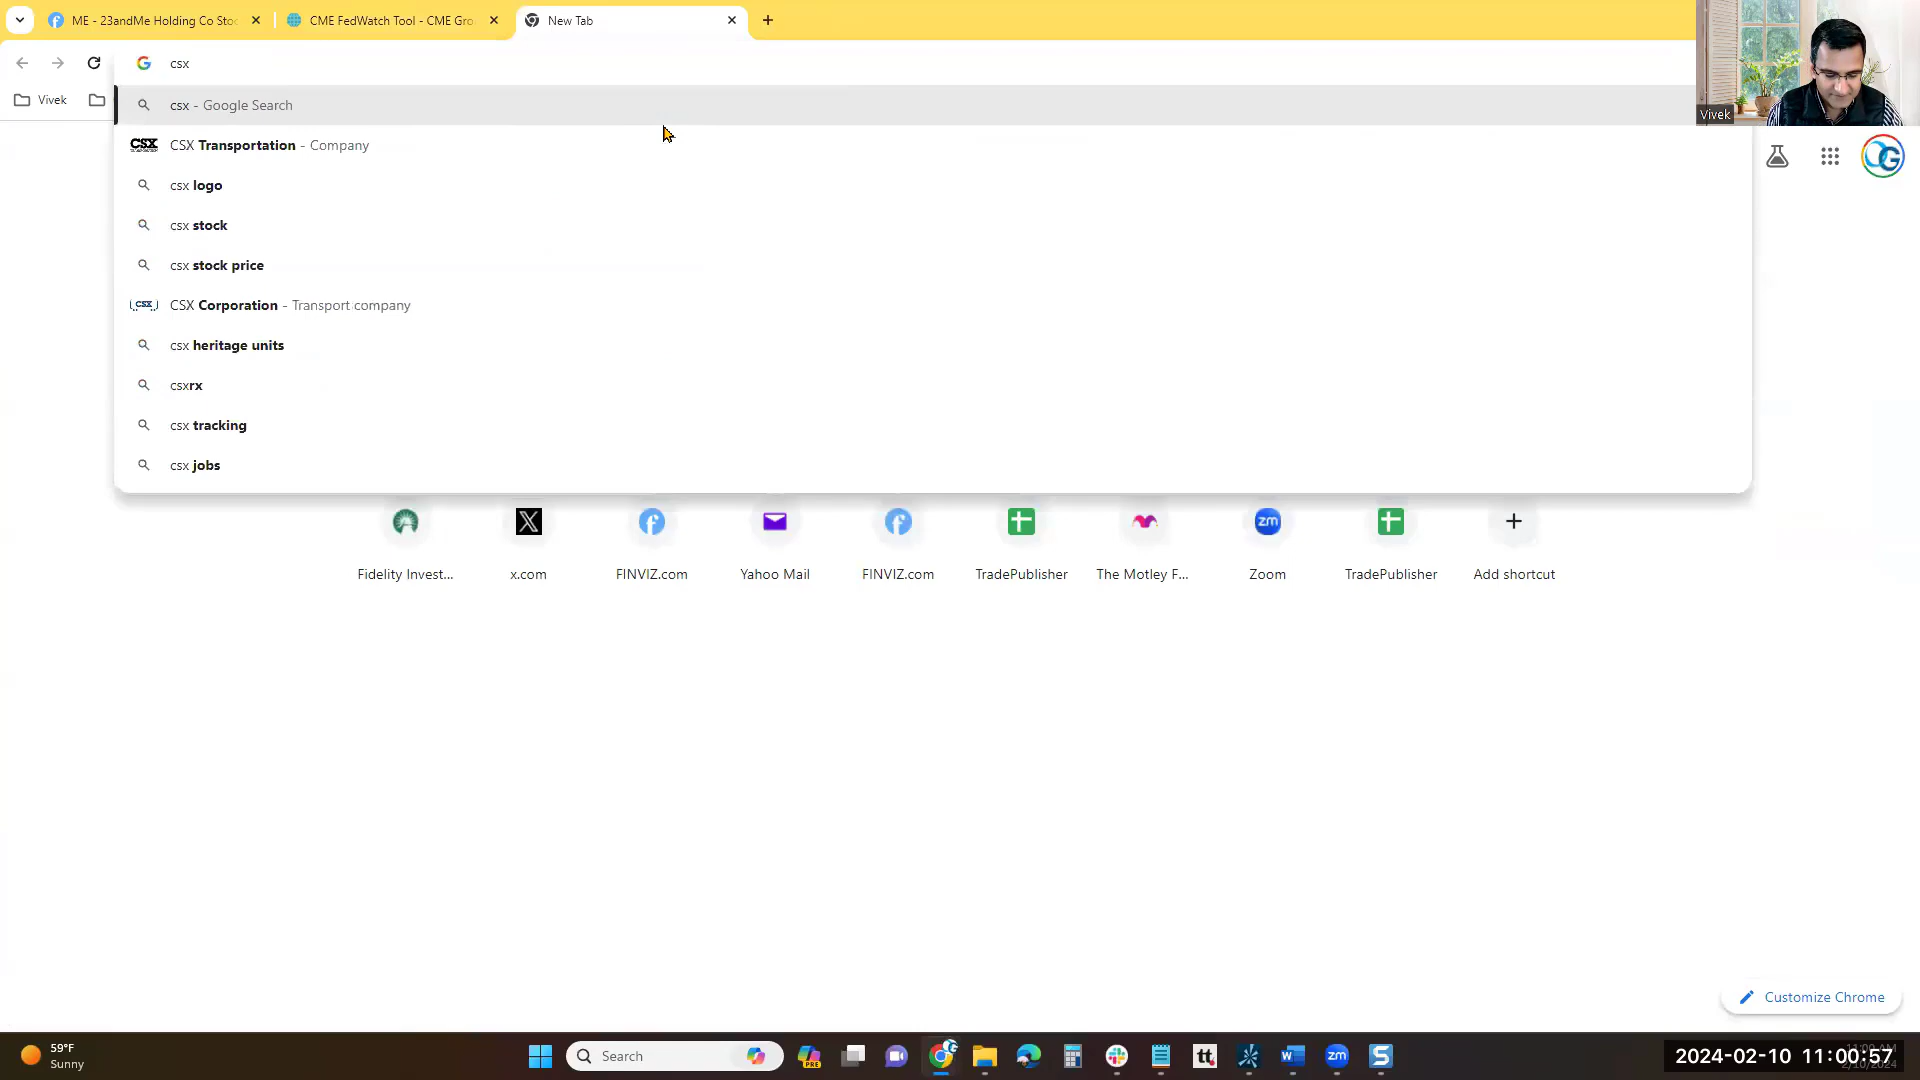 ME - 23andMe Holding Co Stoc
CME FedWatch Tool - CME Gro
New Tab
csx
Vivek
csx - Google Search
CSX Transportation - Company
csx logo
csx stock
csx stock price
CSX Corporation - Transport company
csx heritage units
csxrx
csx tracking
csx jobs
Vivek
Fidelity Invest...
x.com
FINVIZ.com
Yahoo Mail
FINVIZ.com
TradePublisher
The Motley F...
Zoom
TradePublisher
Add shortcut
Customize Chrome
59°F
Sunny
Search
2024-02-10 11:00:57